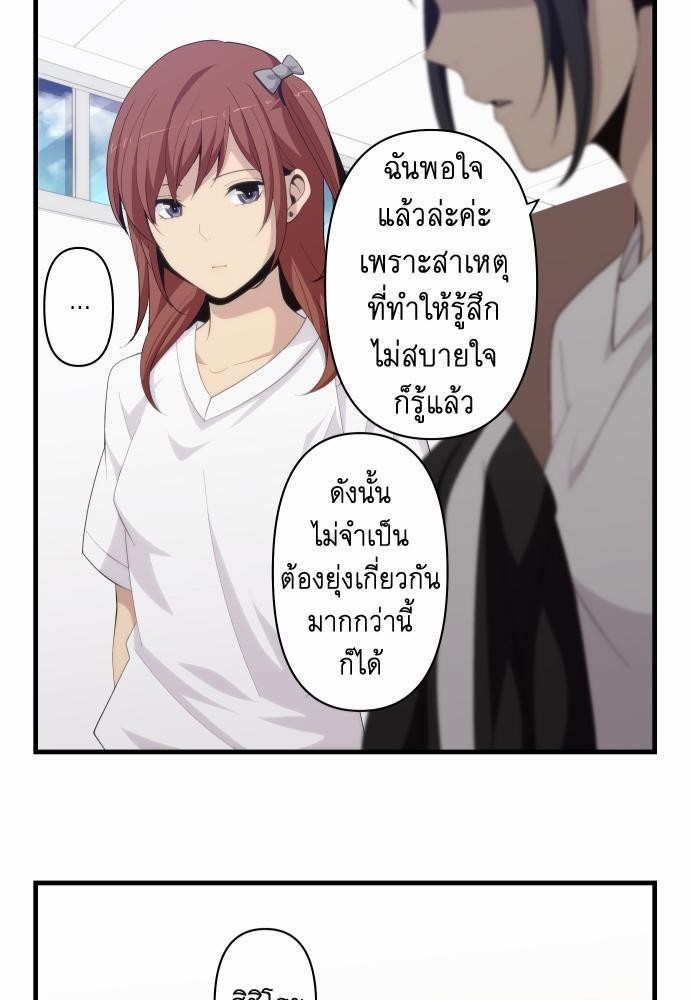 ฉันพอใจ
แล้วล่ะค่ะ
เพราะสาเหตุ
ที่ทำให้รู้สึก
ไม่สบายใจ
ก็รู้แล้ว
...
ดังนั้น
ไม่จำเป็น
ต้องยุ่งเกี่ยวกัน
มากกว่านี้
ก็ได้